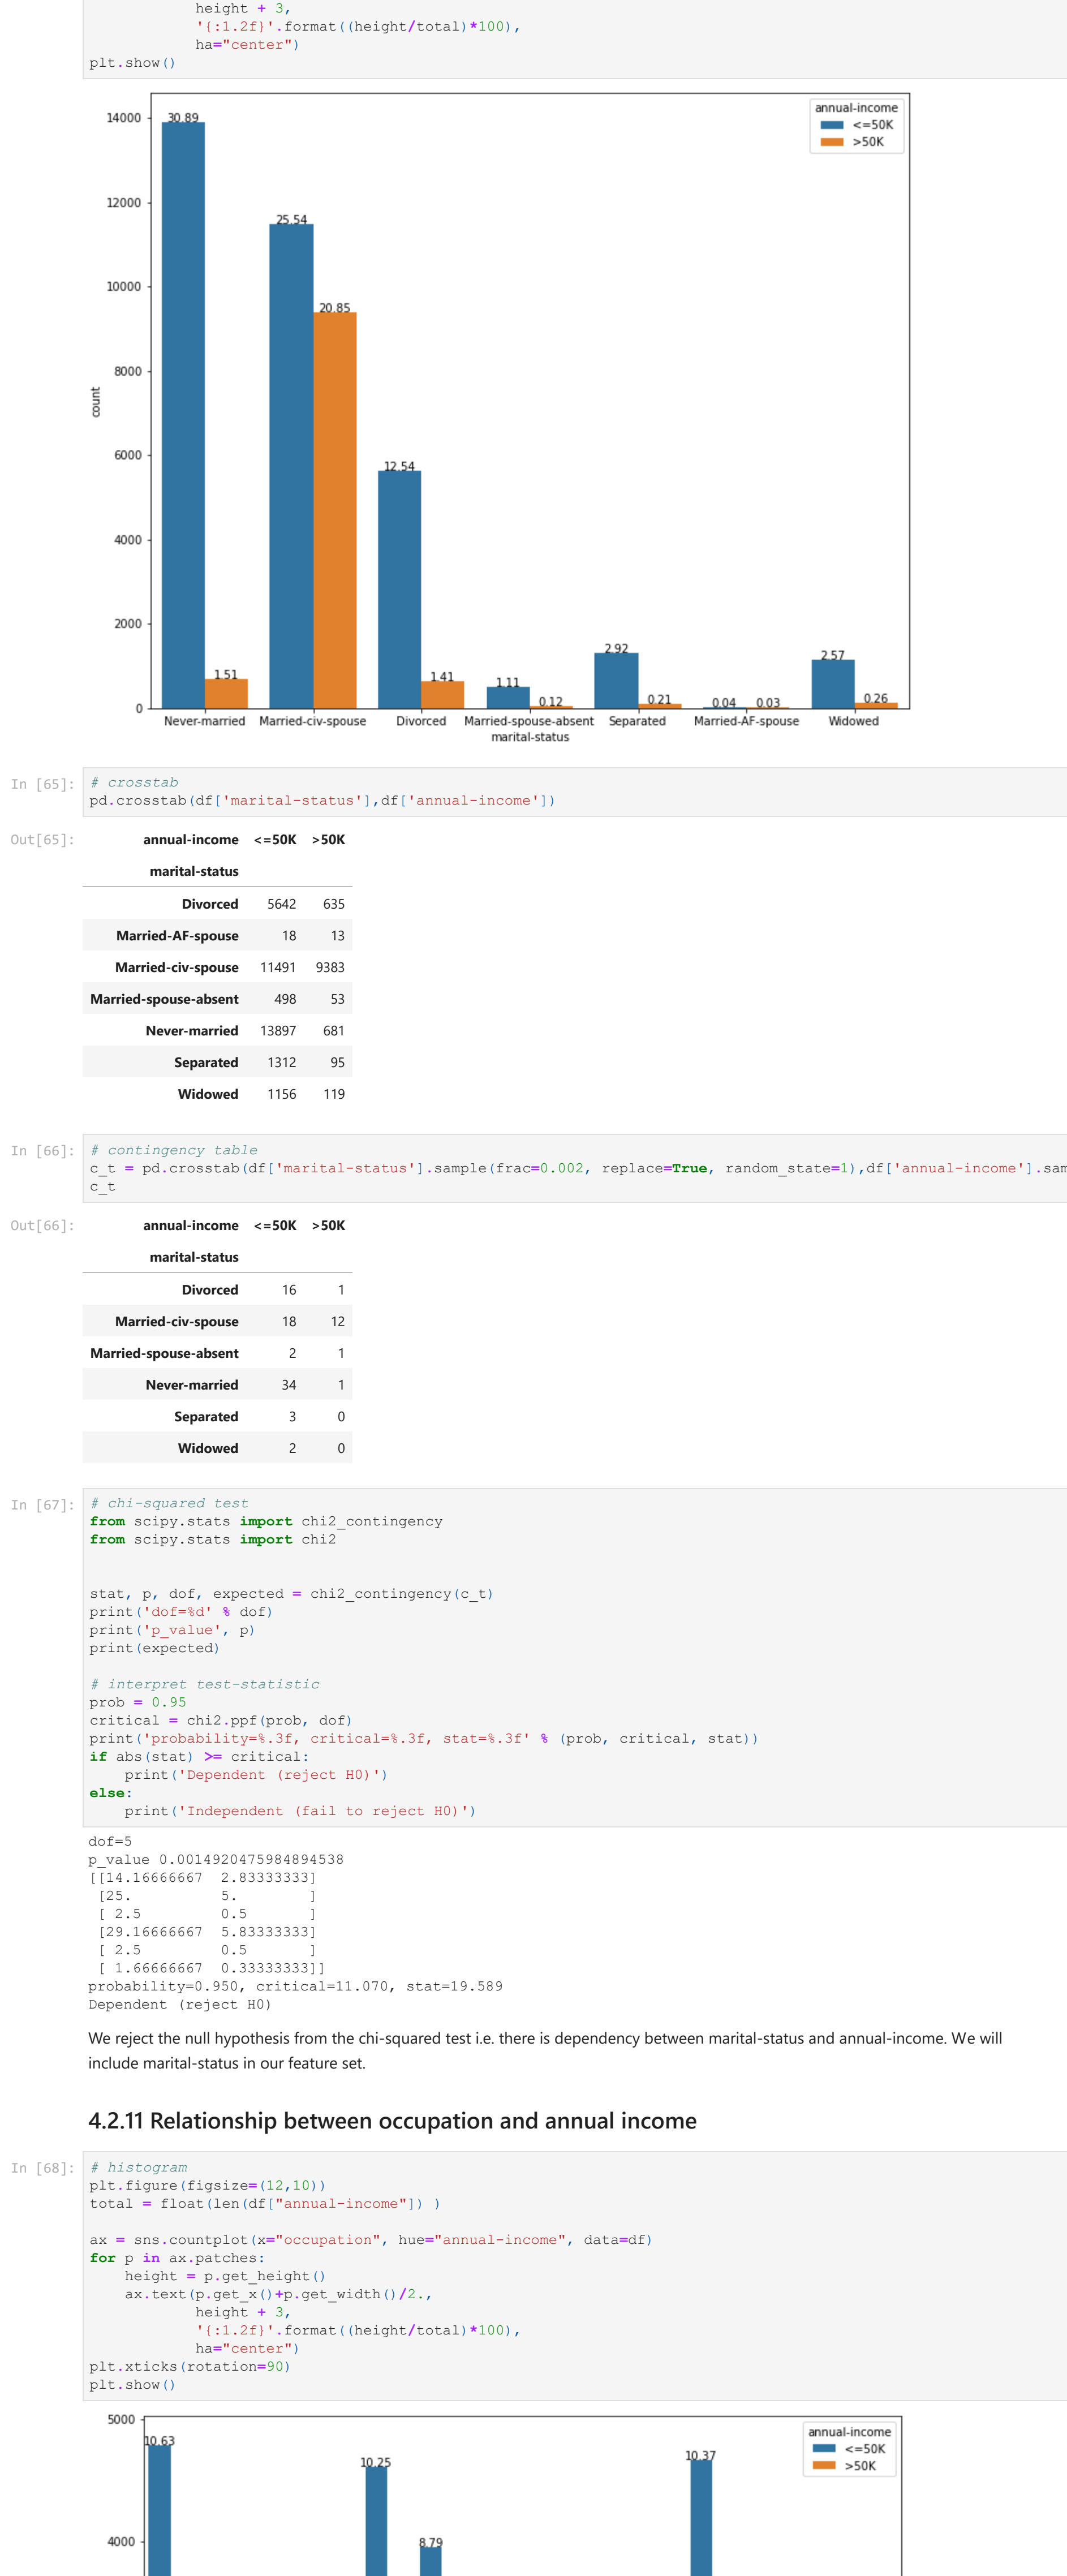 height + 3,
'{:1.2f}'.format((height/total)*100),
ha="center")
plt.show()
annual-income
<=50K
>50K
14000
12000
10000
8000
6000
4000
2000
0
count
30.89
25.54
20.85
12.54
1.51
1.41
1.11
0.12
2.92
0.21
0.04
0.03
2.57
0.26
Never-married Married-civ-spouse Divorced Married-spouse-absent Separated Married-AF-spouse Widowed
marital-status
In [65]:
# crosstab
pd.crosstab(df['marital-status'],df['annual-income'])
Out[65]:
annual-income <=50K >50K
marital-status
Divorced 5642 635
Married-AF-spouse 18 13
Married-civ-spouse 11491 9383
Married-spouse-absent 498 53
Never-married 13897 681
Separated 1312 95
Widowed 1156 119
In [66]:
# contingency table
c_t = pd.crosstab(df['marital-status'].sample(frac=0.002, replace=True, random_state=1),df['annual-income'].sam
c_t
Out[66]:
annual-income <=50K >50K
marital-status
Divorced 16 1
Married-civ-spouse 18 12
Married-spouse-absent 2 1
Never-married 34 1
Separated 3 0
Widowed 2 0
In [67]:
# chi-squared test
from scipy.stats import chi2_contingency
from scipy.stats import chi2
stat, p, dof, expected = chi2_contingency(c_t)
print('dof=%d' % dof)
print('p_value', p)
print(expected)
# interpret test-statistic
prob = 0.95
critical = chi2.ppf(prob, dof)
print('probability=%.3f, critical=%.3f, stat=%.3f' % (prob, critical, stat))
if abs(stat) >= critical:
print('Dependent (reject H0)')
else:
print('Independent (fail to reject H0)')
dof=5
p_value 0.0014920475984894538
[[14.16666667 2.83333333]
[25. 5. ]
[ 2.5 0.5 ]
[29.16666667 5.83333333]
[ 2.5 0.5 ]
[ 1.66666667 0.33333333]]
probability=0.950, critical=11.070, stat=19.589
Dependent (reject H0)
We reject the null hypothesis from the chi-squared test i.e. there is dependency between marital-status and annual-income. We will
include marital-status in our feature set.
4.2.11 Relationship between occupation and annual income
In [68]:
# histogram
plt.figure(figsize=(12,10))
total = float(len(df["annual-income"]) )
ax = sns.countplot(x="occupation", hue="annual-income", data=df)
for p in ax.patches:
height = p.get_height()
ax.text(p.get_x()+p.get_width()/2.,
height + 3,
'{:1.2f}'.format((height/total)*100),
ha="center")
plt.xticks(rotation=90)
plt.show()
5000
4000
annual-income
<=50K
>50K
10.63
10.25
8.79
10.37